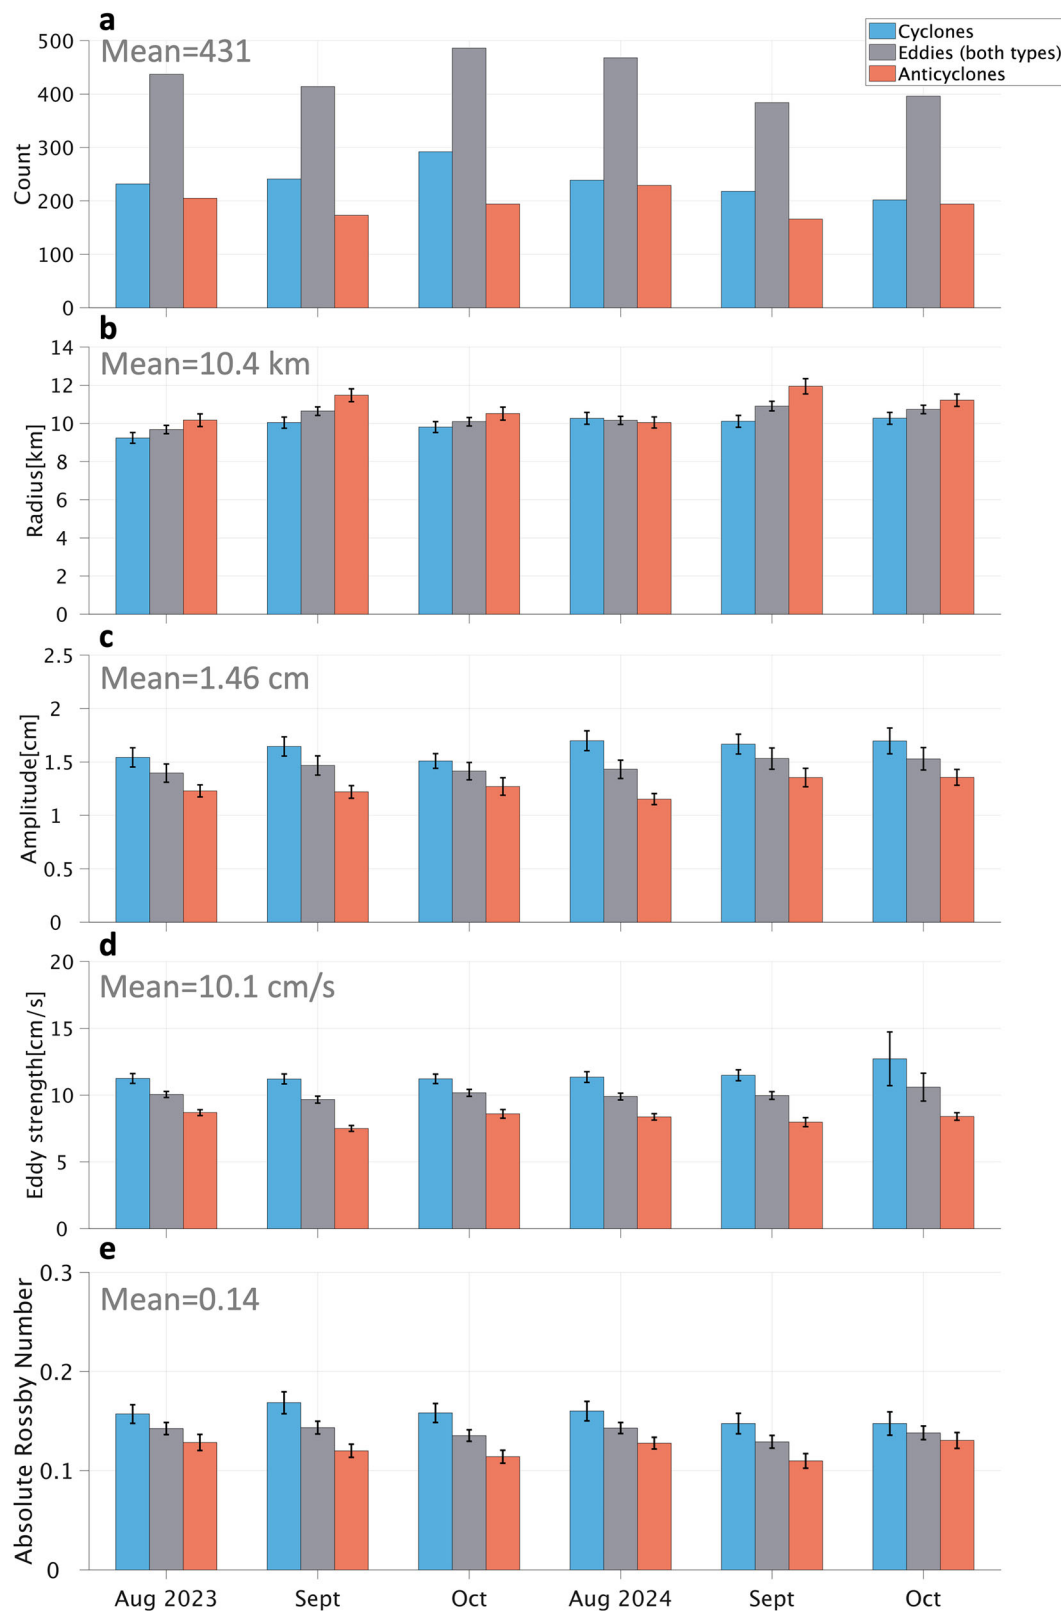 a
Mean=431
Cyclones
Eddies (both types)
Anticyclones
500
400
300
200
100
0
Count
b
Mean=10.4 km
14
12
10
8
6
4
2
0
Radius[km]
c
Mean=1.46 cm
2.5
2
1.5
1
0.5
0
Amplitude[cm]
d
Mean=10.1 cm/s
20
15
10
5
0
Eddy strength[cm/s]
e
Mean=0.14
0.3
0.2
0.1
0
Absolute Rossby Number
Aug 2023 Sept Oct Aug 2024 Sept Oct